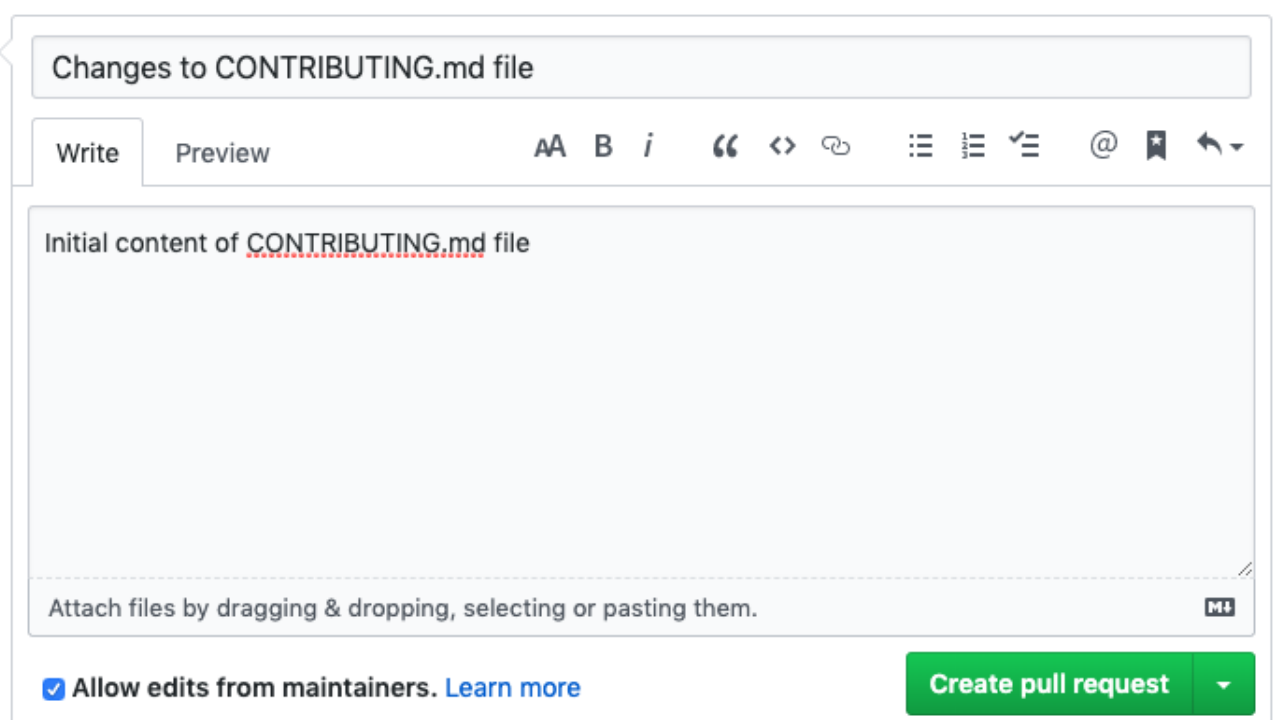 Changes to CONTRIBUTING.md file
Write Preview AA B i “ <> @
Initial content of CONTRIBUTING.md file
Attach files by dragging & dropping, selecting or pasting them. M↓
Allow edits from maintainers. Learn more Create pull request